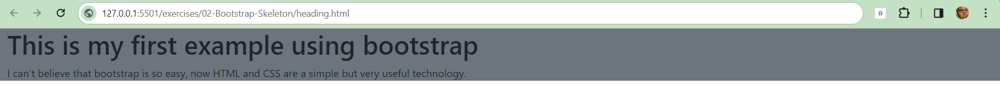 127.0.0.1:5501/exercises/02-Bootstrap-Skeleton/heading.html
B
This is my first example using bootstrap
I can't believe that bootstrap is so easy, now HTML and CSS are a simple but very useful technology.